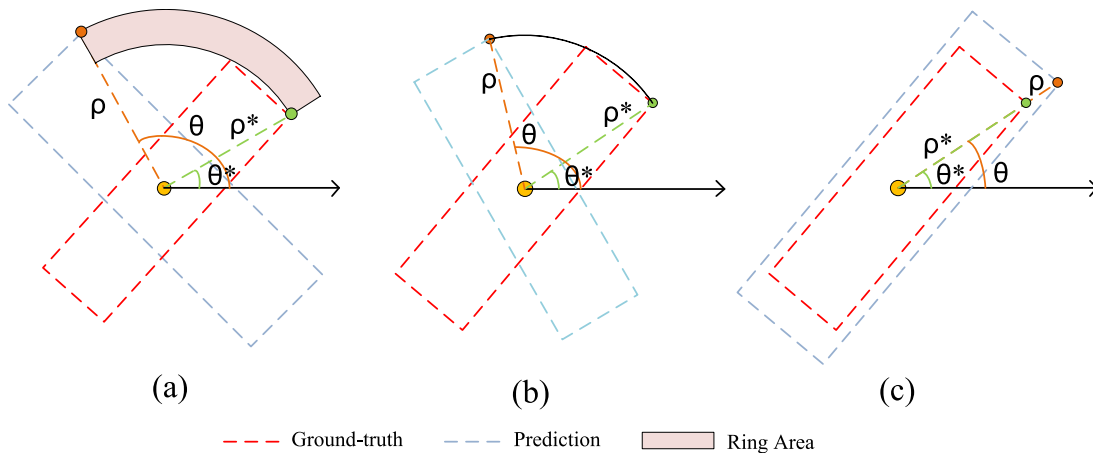 ρ θ ρ* θ*
ρ θ ρ* θ*
ρ ρ* θ* θ
(a) (b) (c)
Ground-truth Prediction Ring Area